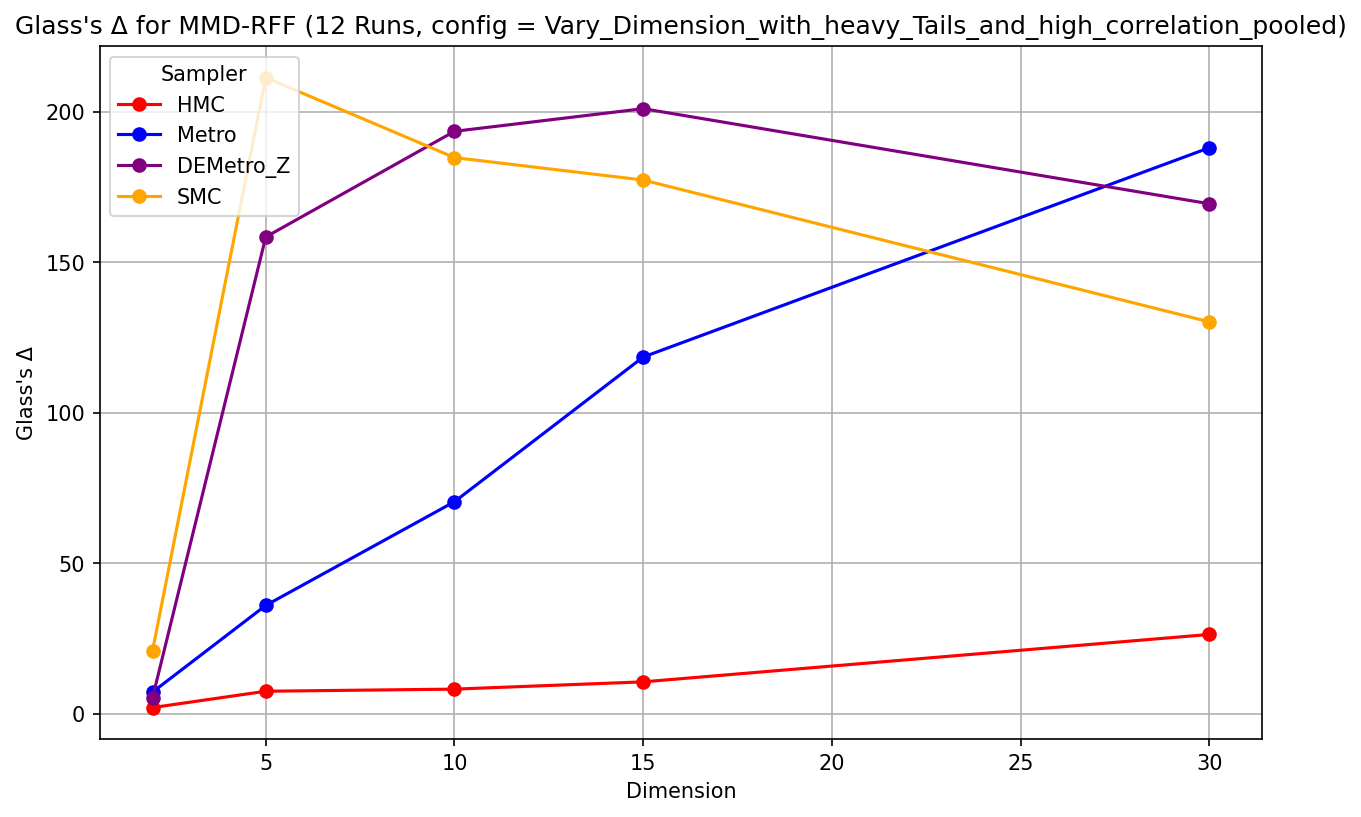 Glass's Δ for MMD-RFF (12 Runs, config = Vary_Dimension_with_heavy_Tails_and_high_correlation_pooled)
Sampler
HMC
Metro
DEMetro_Z
SMC
Glass's Δ
200
150
100
50
0
5
10
15
20
25
30
Dimension